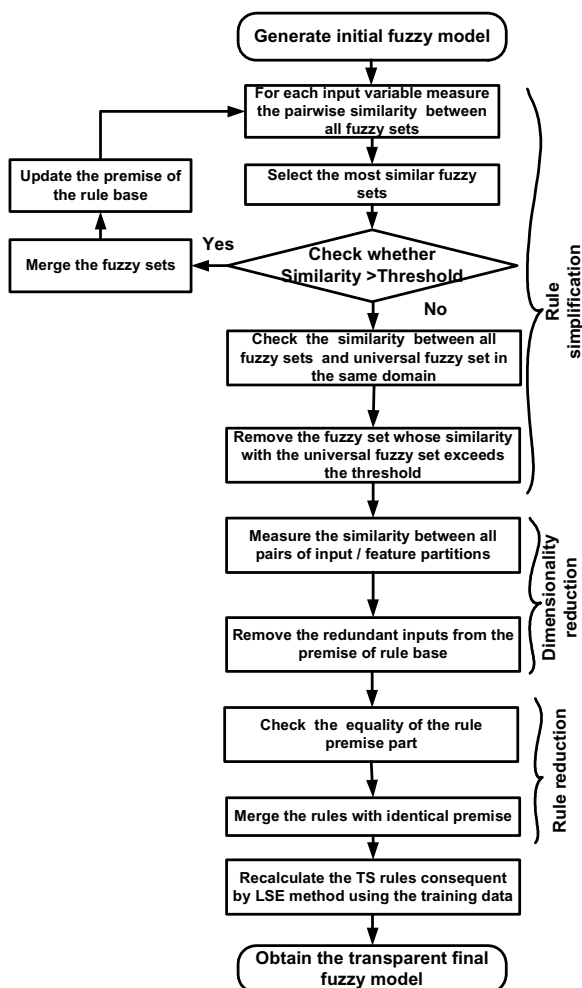 Generate initial fuzzy model
For each input variable measure
the pairwise similarity between
all fuzzy sets
Update the premise of
the rule base
Select the most similar fuzzy
sets
Yes
Merge the fuzzy sets
Check whether
Similarity >Threshold
No
Rule
simplification
Check the similarity between all
fuzzy sets and universal fuzzy set in
the same domain
Remove the fuzzy set whose similarity
with the universal fuzzy set exceeds
the threshold
Measure the similarity between all
pairs of input / feature partitions
Dimensionality
reduction
Remove the redundant inputs from the
premise of rule base
Check the equality of the rule
premise part
Rule reduction
Merge the rules with identical premise
Recalculate the TS rules consequent
by LSE method using the training data
Obtain the transparent final
fuzzy model